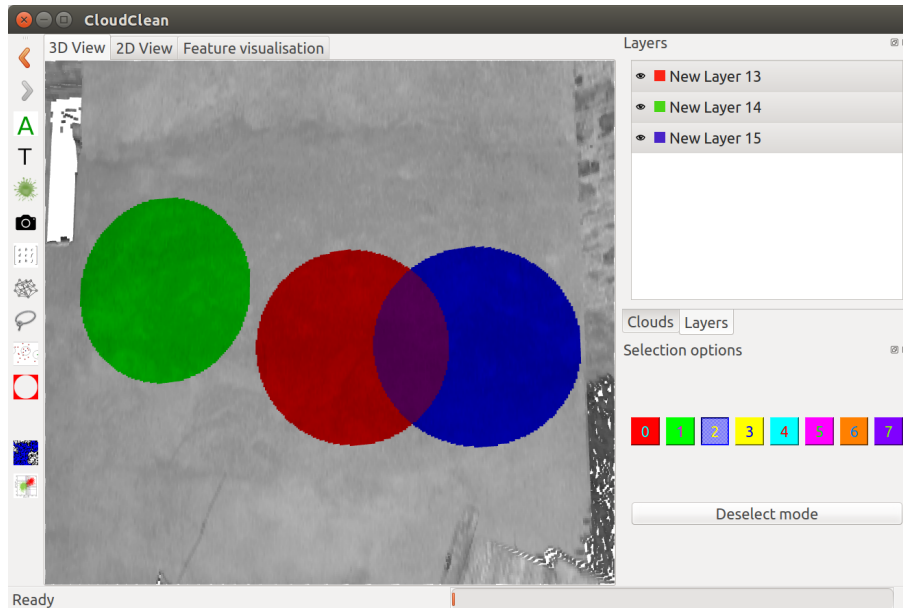 CloudClean
3D View 2D View Feature visualisation
Layers
New Layer 13
New Layer 14
New Layer 15
A
T
Clouds Layers
Selection options
0 1 2 3 4 5 6 7
Deselect mode
Ready